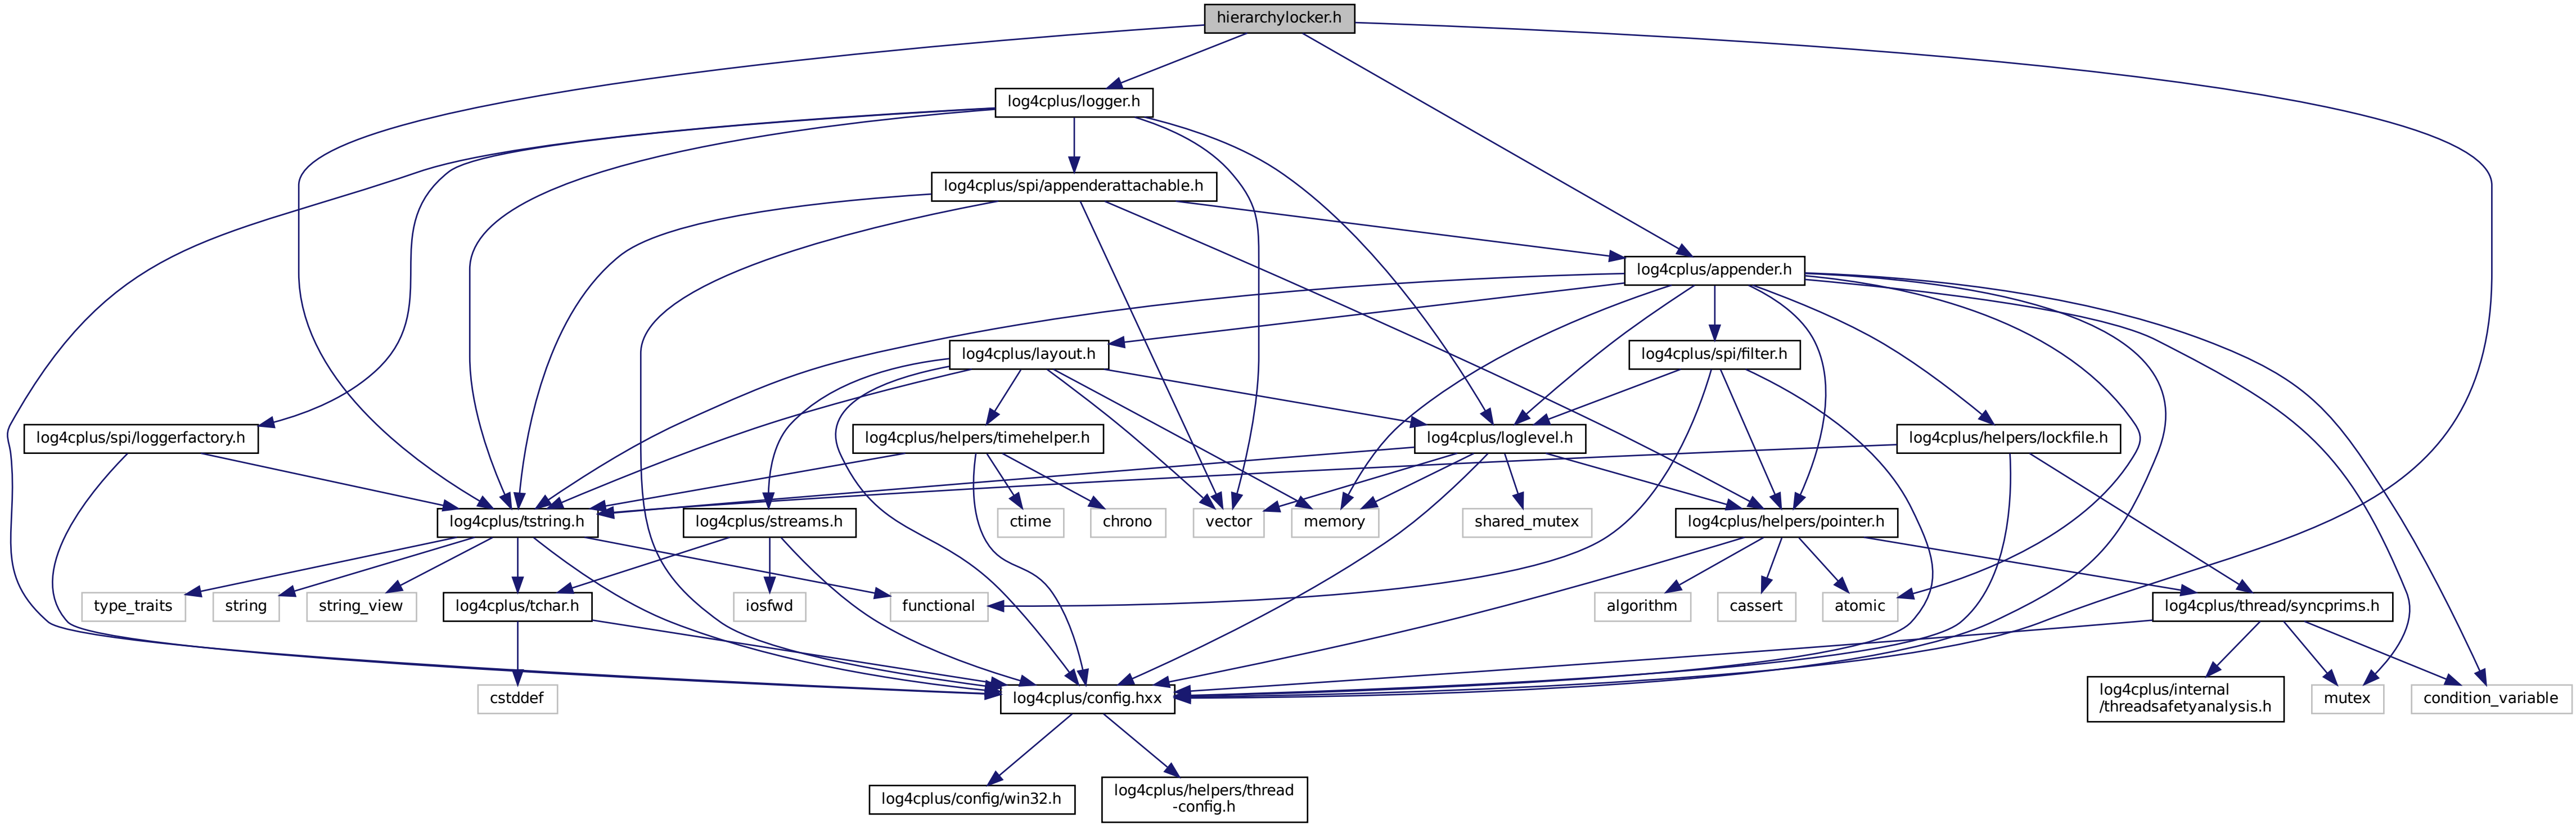 hierarchylocker.h
log4cplus/logger.h
log4cplus/spi/appenderattachable.h
log4cplus/appender.h
log4cplus/layout.h
log4cplus/spi/filter.h
log4cplus/spi/loggerfactory.h
log4cplus/helpers/timehelper.h
log4cplus/loglevel.h
log4cplus/helpers/lockfile.h
log4cplus/tstring.h
log4cplus/streams.h
ctime
chrono
vector
memory
shared_mutex
log4cplus/helpers/pointer.h
type_traits
string
string_view
log4cplus/tchar.h
iosfwd
functional
algorithm
cassert
atomic
log4cplus/thread/syncprims.h
cstddef
log4cplus/config.hxx
log4cplus/internal
/threadsafetyanalysis.h
mutex
condition_variable
log4cplus/config/win32.h
log4cplus/helpers/thread
-config.h